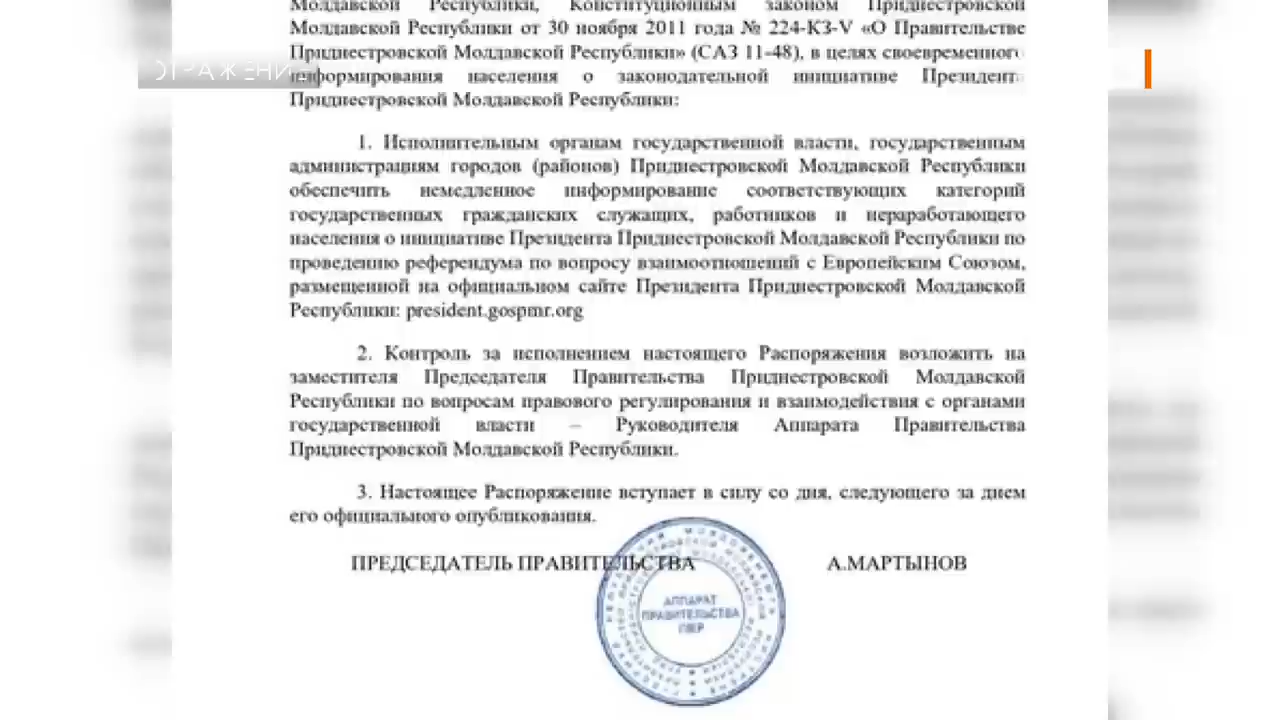 Молдавской Республики, Конституционным законом Приднестровской
Молдавской Республики от 30 ноября 2011 года № 224-КЗ-V «О Правительстве
Приднестровской Молдавской Республики» (САЗ 11-48), в целях своевременного
ОТРАЖЕНИЕ
информирования населения о законодательной инициативе Президента
Приднестровской Молдавской Республики:
1. Исполнительным органам государственной власти, государственным
администрациям городов (районов) Приднестровской Молдавской Республики
обеспечить немедленное информирование соответствующих категорий
государственных гражданских служащих, работников и неработающего
населения о инициативе Президента Приднестровской Молдавской Республики по
проведению референдума по вопросу взаимоотношений с Европейским Союзом,
размещенной на официальном сайте Президента Приднестровской Молдавской
Республики: president.gospmr.org
2. Контроль за исполнением настоящего Распоряжения возложить на
заместителя Председателя Правительства Приднестровской Молдавской
Республики по вопросам правового регулирования и взаимодействия с органами
государственной власти – Руководителя Аппарата Правительства
Приднестровской Молдавской Республики.
3. Настоящее Распоряжение вступает в силу со дня, следующего за днем
его официального опубликования.
ПРЕДСЕДАТЕЛЬ ПРАВИТЕЛЬСТВА А.МАРТЫНОВ
АППАРАТ
ПРАВИТЕЛЬСТВА
ПМР